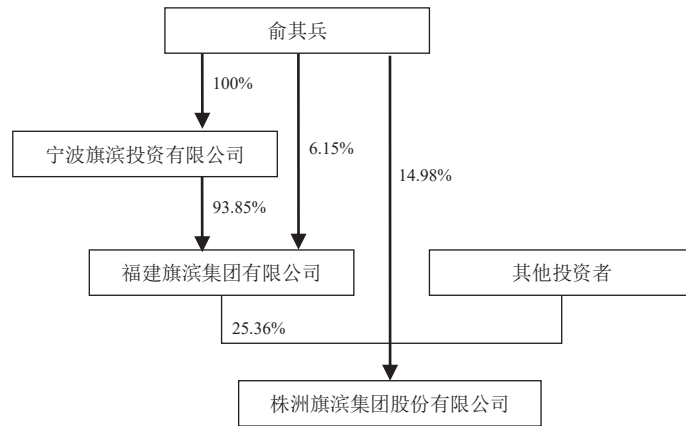 俞其兵
100%
宁波旗滨投资有限公司
6.15%
14.98%
93.85%
福建旗滨集团有限公司
其他投资者
25.36%
株洲旗滨集团股份有限公司